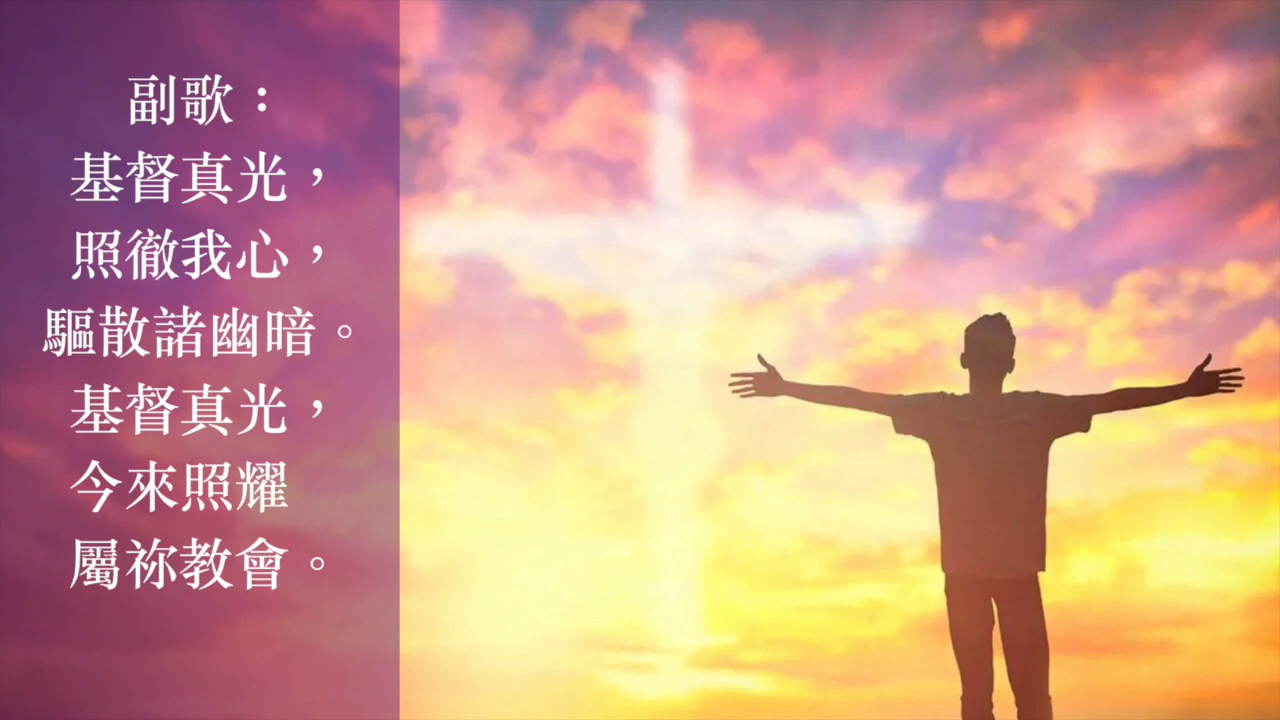 副歌：
基督真光，
照徹我心，
驅散諸幽暗。
基督真光，
今來照耀
屬祢教會。